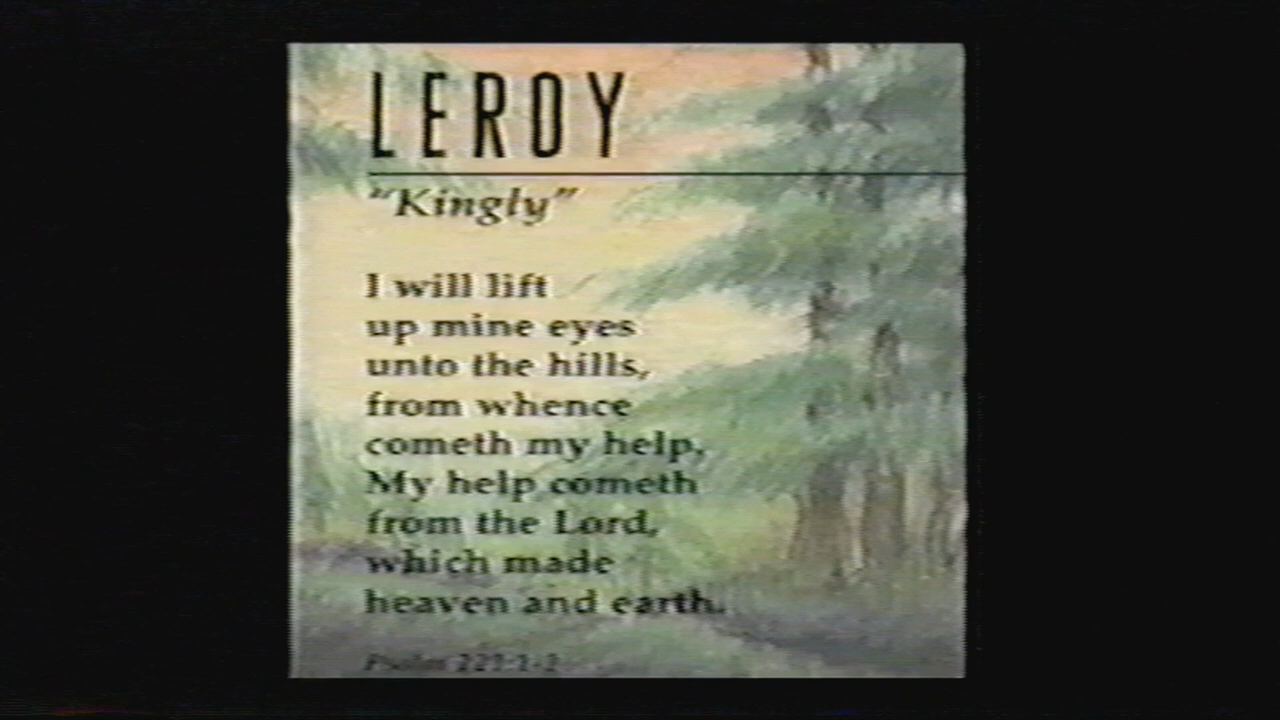 LEROY
“Kingly”
I will lift
up mine eyes
unto the hills,
from whence
cometh my help,
My help cometh
from the Lord,
which made
heaven and earth.
Psalm